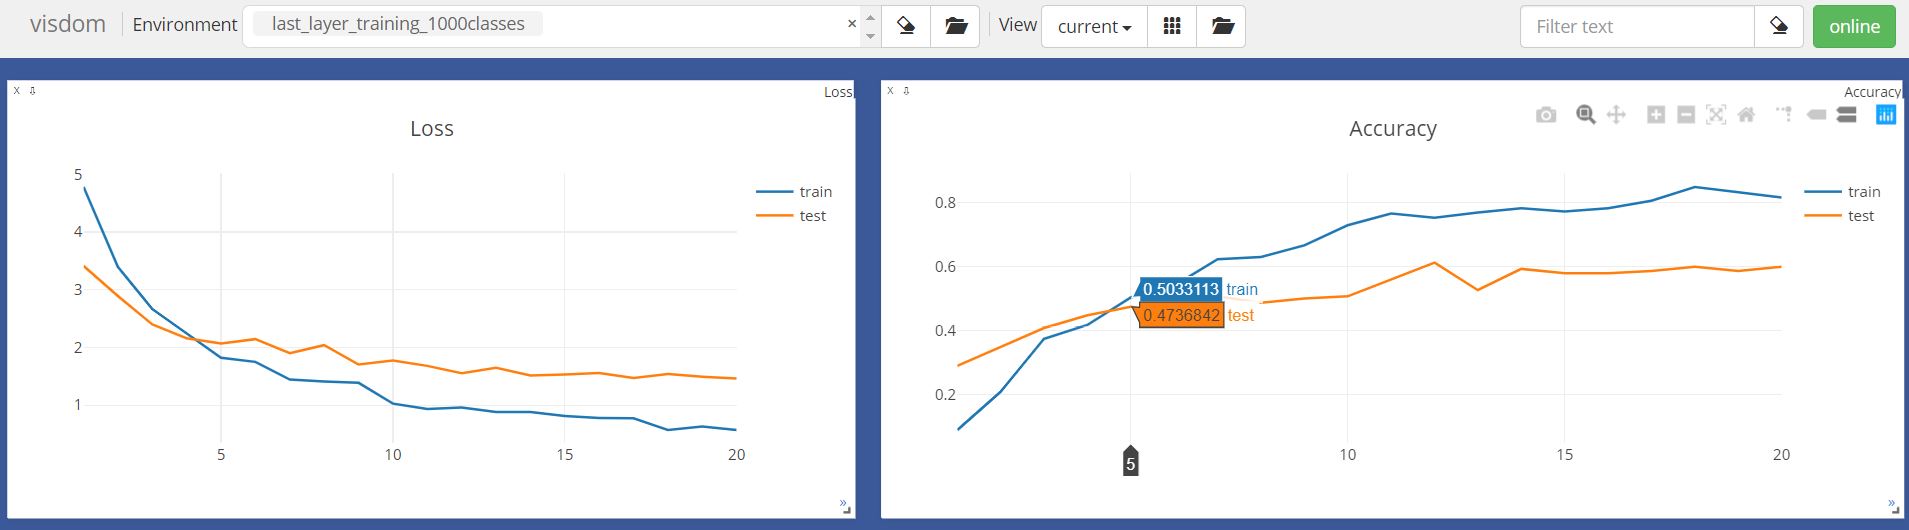 visdom Environment last_layer_training_1000classes × View current Filter text online
X Loss
Loss
5
4
3
2
1
5 10 15 20
train
test
X Accuracy
Accuracy
0.8
0.6
0.4
0.2
5 10 15 20
0.5033113 train
0.4736842 test
train
test